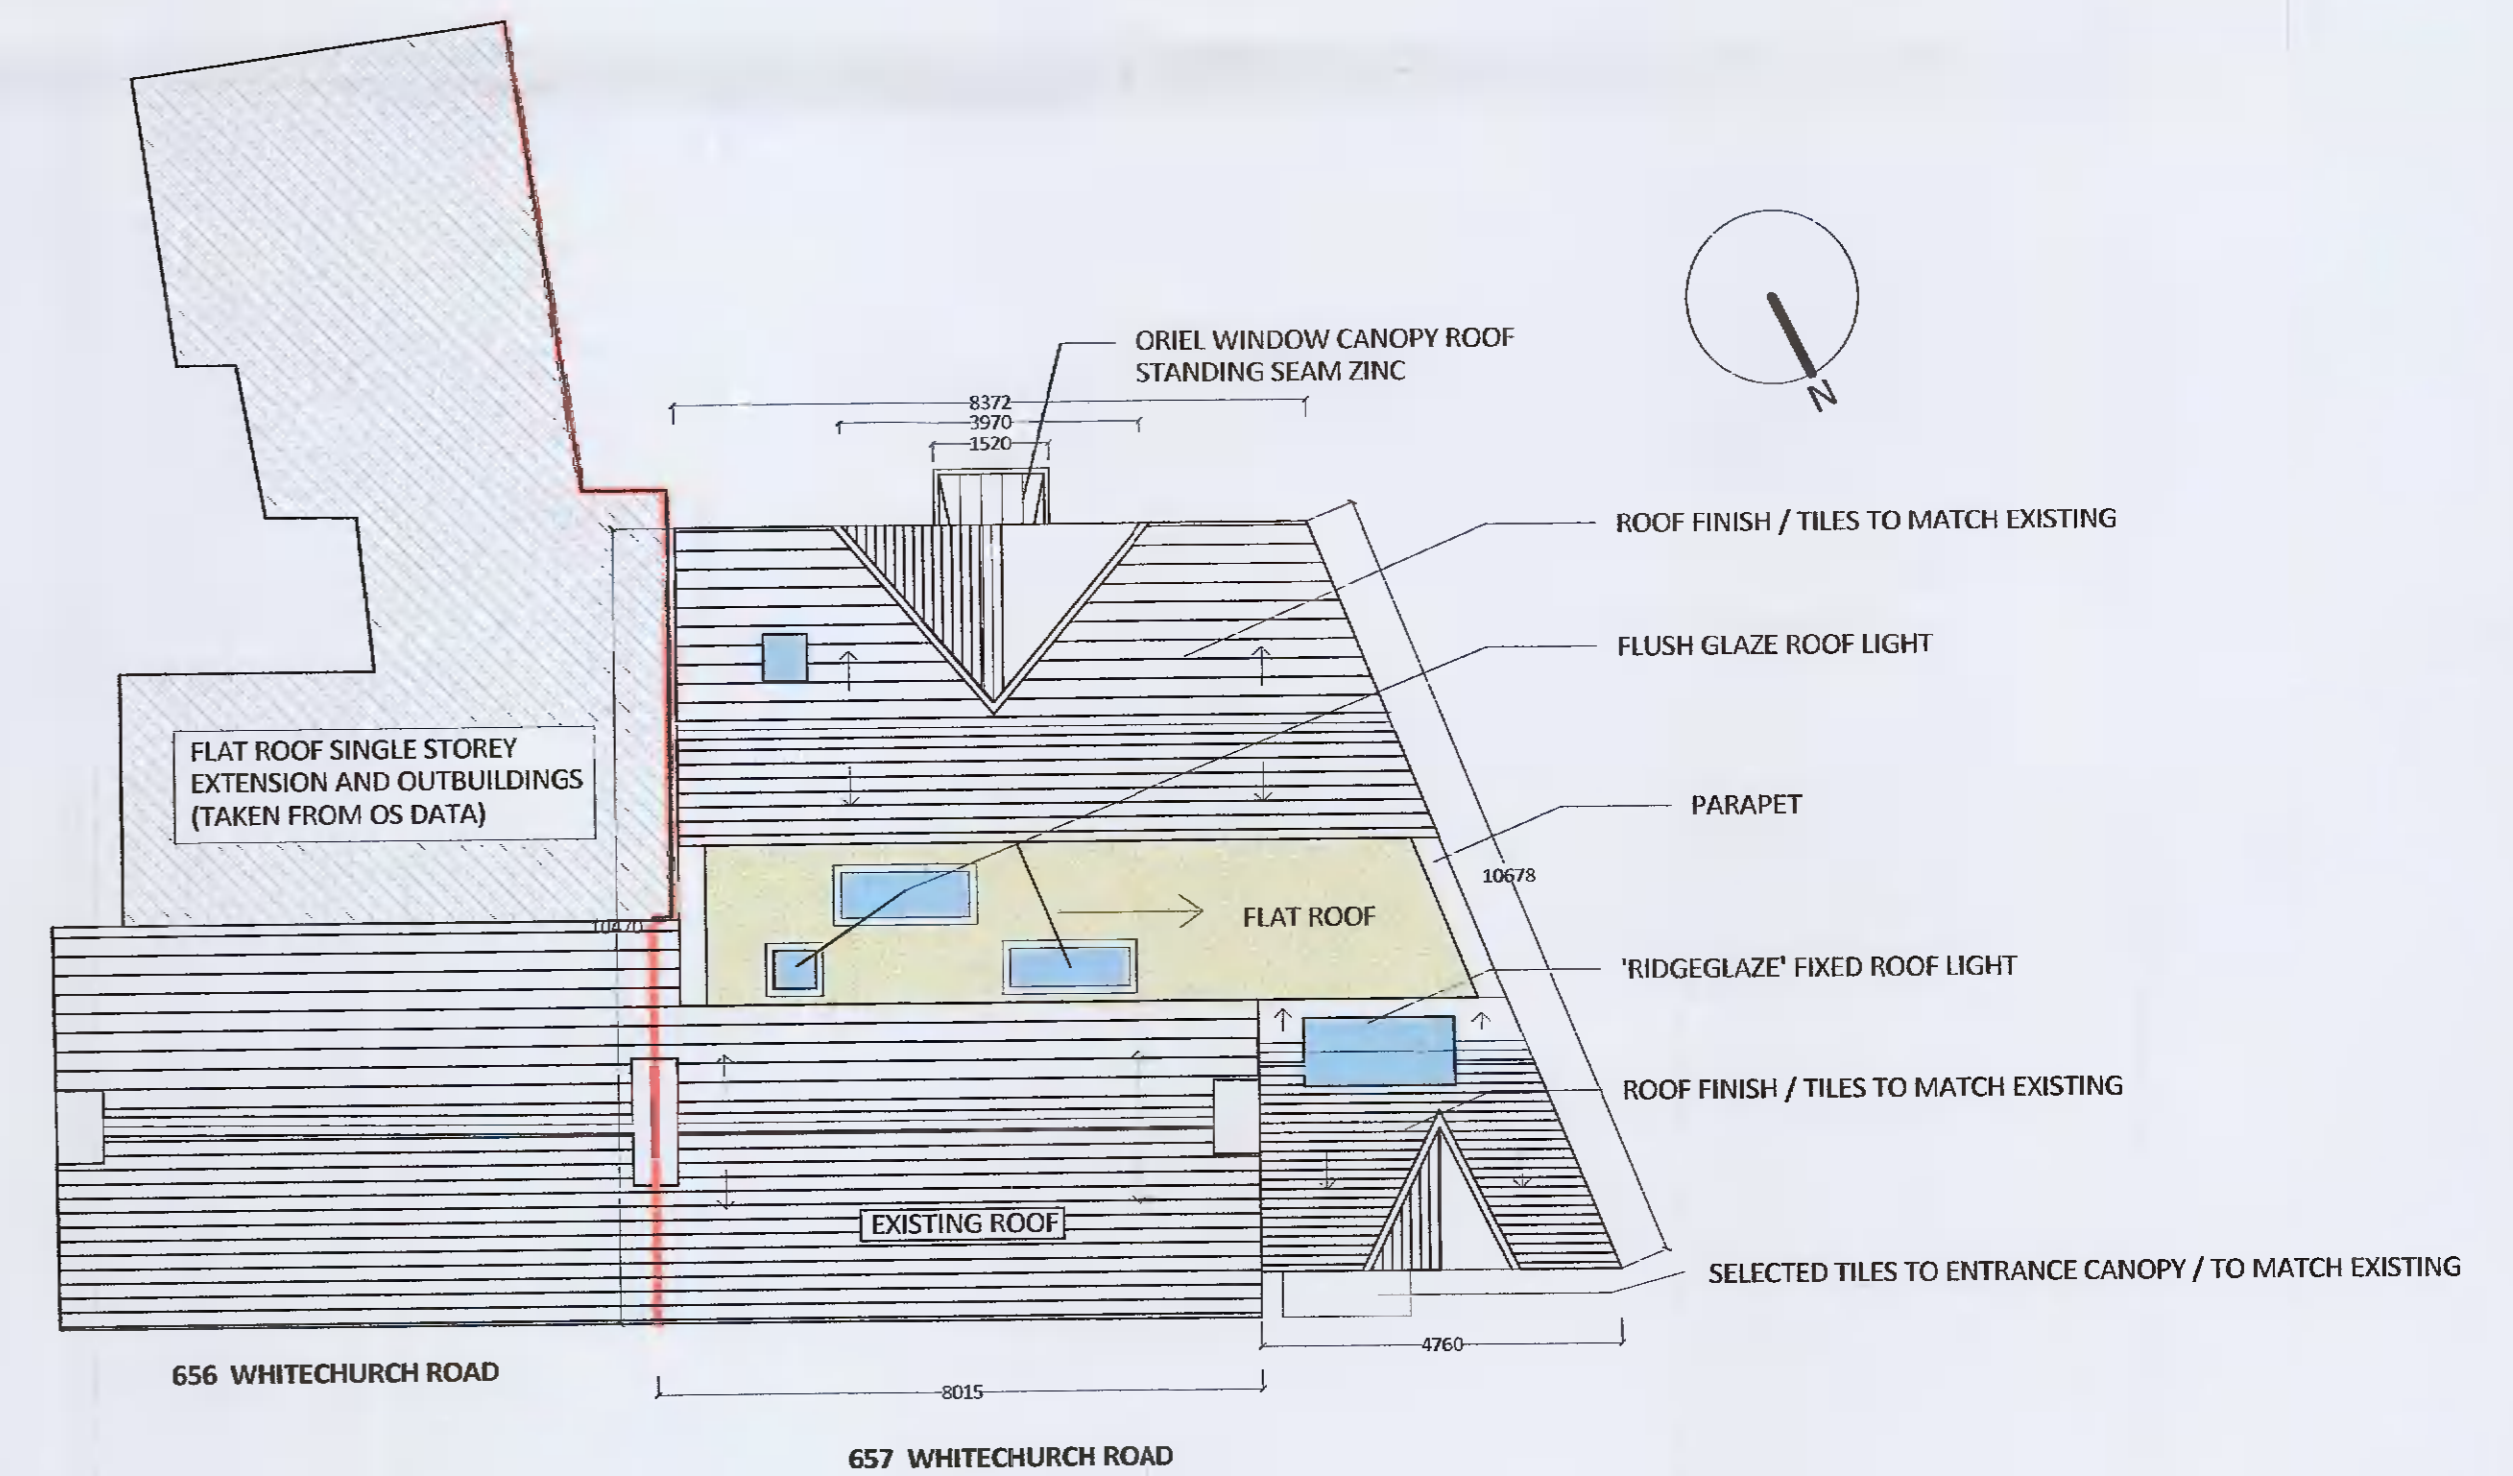 ORIEL WINDOW CANOPY ROOF
STANDING SEAM ZINC
8372
3970
1520
N
ROOF FINISH / TILES TO MATCH EXISTING
FLUSH GLAZE ROOF LIGHT
FLAT ROOF SINGLE STOREY
EXTENSION AND OUTBUILDINGS
(TAKEN FROM OS DATA)
PARAPET
10678
FLAT ROOF
10470
'RIDGEGLAZE' FIXED ROOF LIGHT
ROOF FINISH / TILES TO MATCH EXISTING
EXISTING ROOF
SELECTED TILES TO ENTRANCE CANOPY / TO MATCH EXISTING
4760
656 WHITECHURCH ROAD
8015
657 WHITECHURCH ROAD